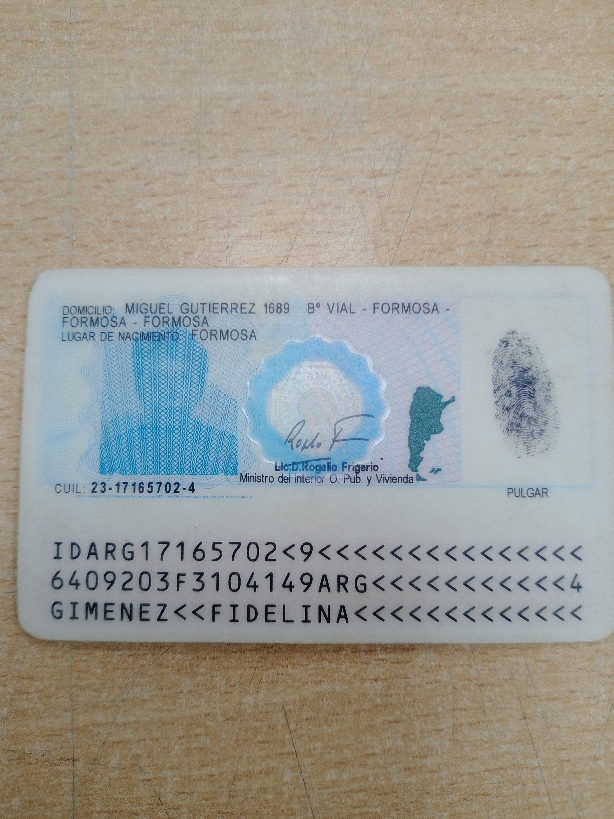 DOMICILIO: MIGUEL GUTIERREZ 1689 Bº VIAL - FORMOSA -
FORMOSA - FORMOSA
LUGAR DE NACIMIENTO: FORMOSA
Lic.D.Rogelio Frigerio
Ministro del interior O. Pub. y Vivienda
CUIL: 23-17165702-4
PULGAR
IDARG17165702<9<<<<<<<<<<<<<<<
6409203F3104149ARG<<<<<<<<<<<4
GIMENEZ<<FIDELINA<<<<<<<<<<<<<